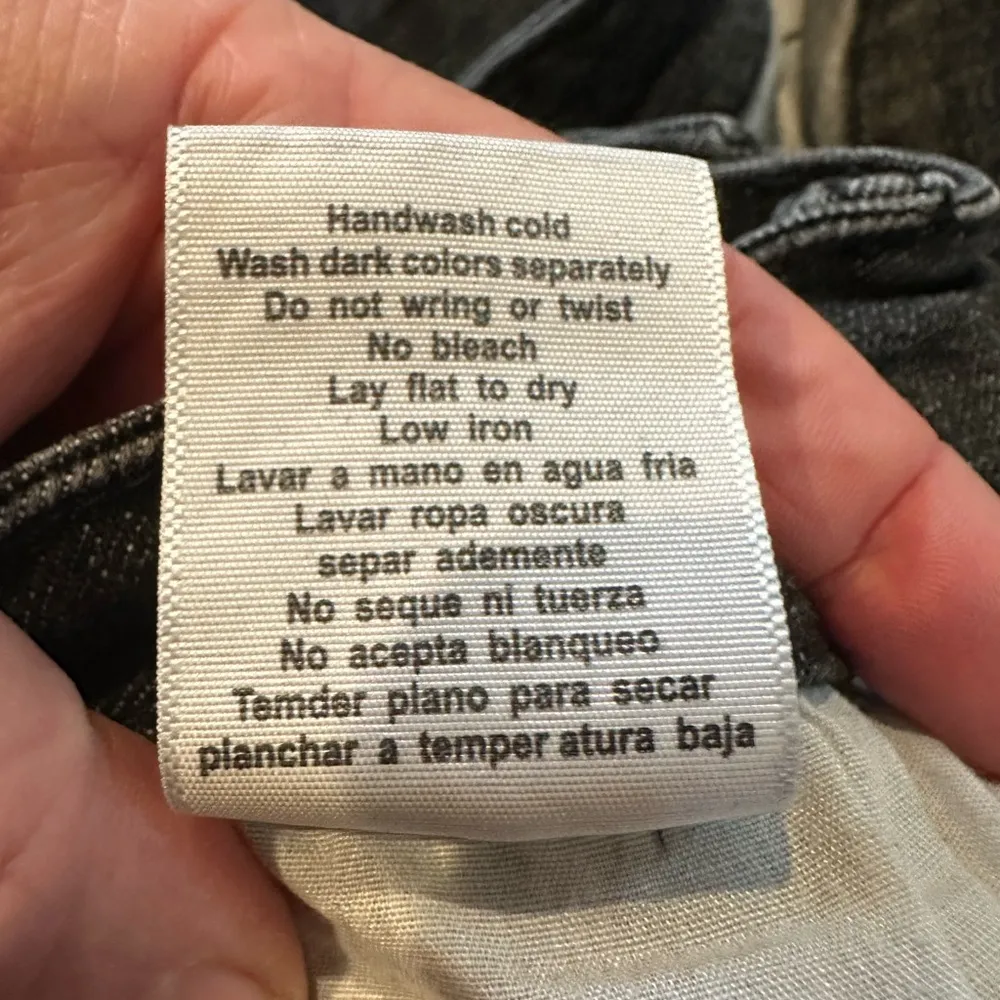 Handwash cold
Wash dark colors separately
Do not wring or twist
No bleach
Lay flat to dry
Low iron
Lavar a mano en agua fria
Lavar ropa oscura
separ ademente
No seque ni tuerza
No acepta blanqueo
Temder plano para secar
planchar a temper atura baja